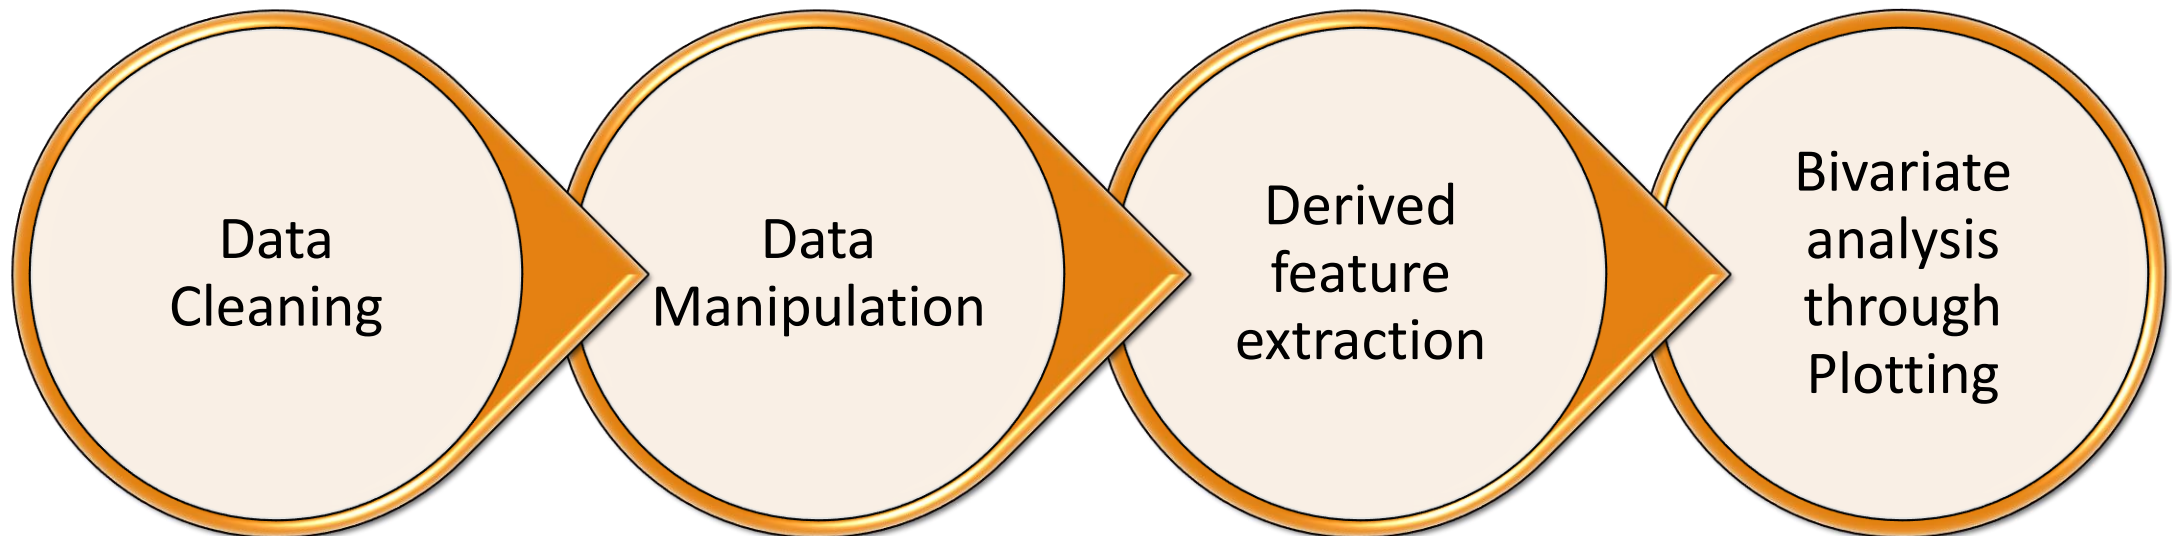 Data
Cleaning
Data
Manipulation
Derived
feature
extraction
Bivariate
analysis
through
Plotting